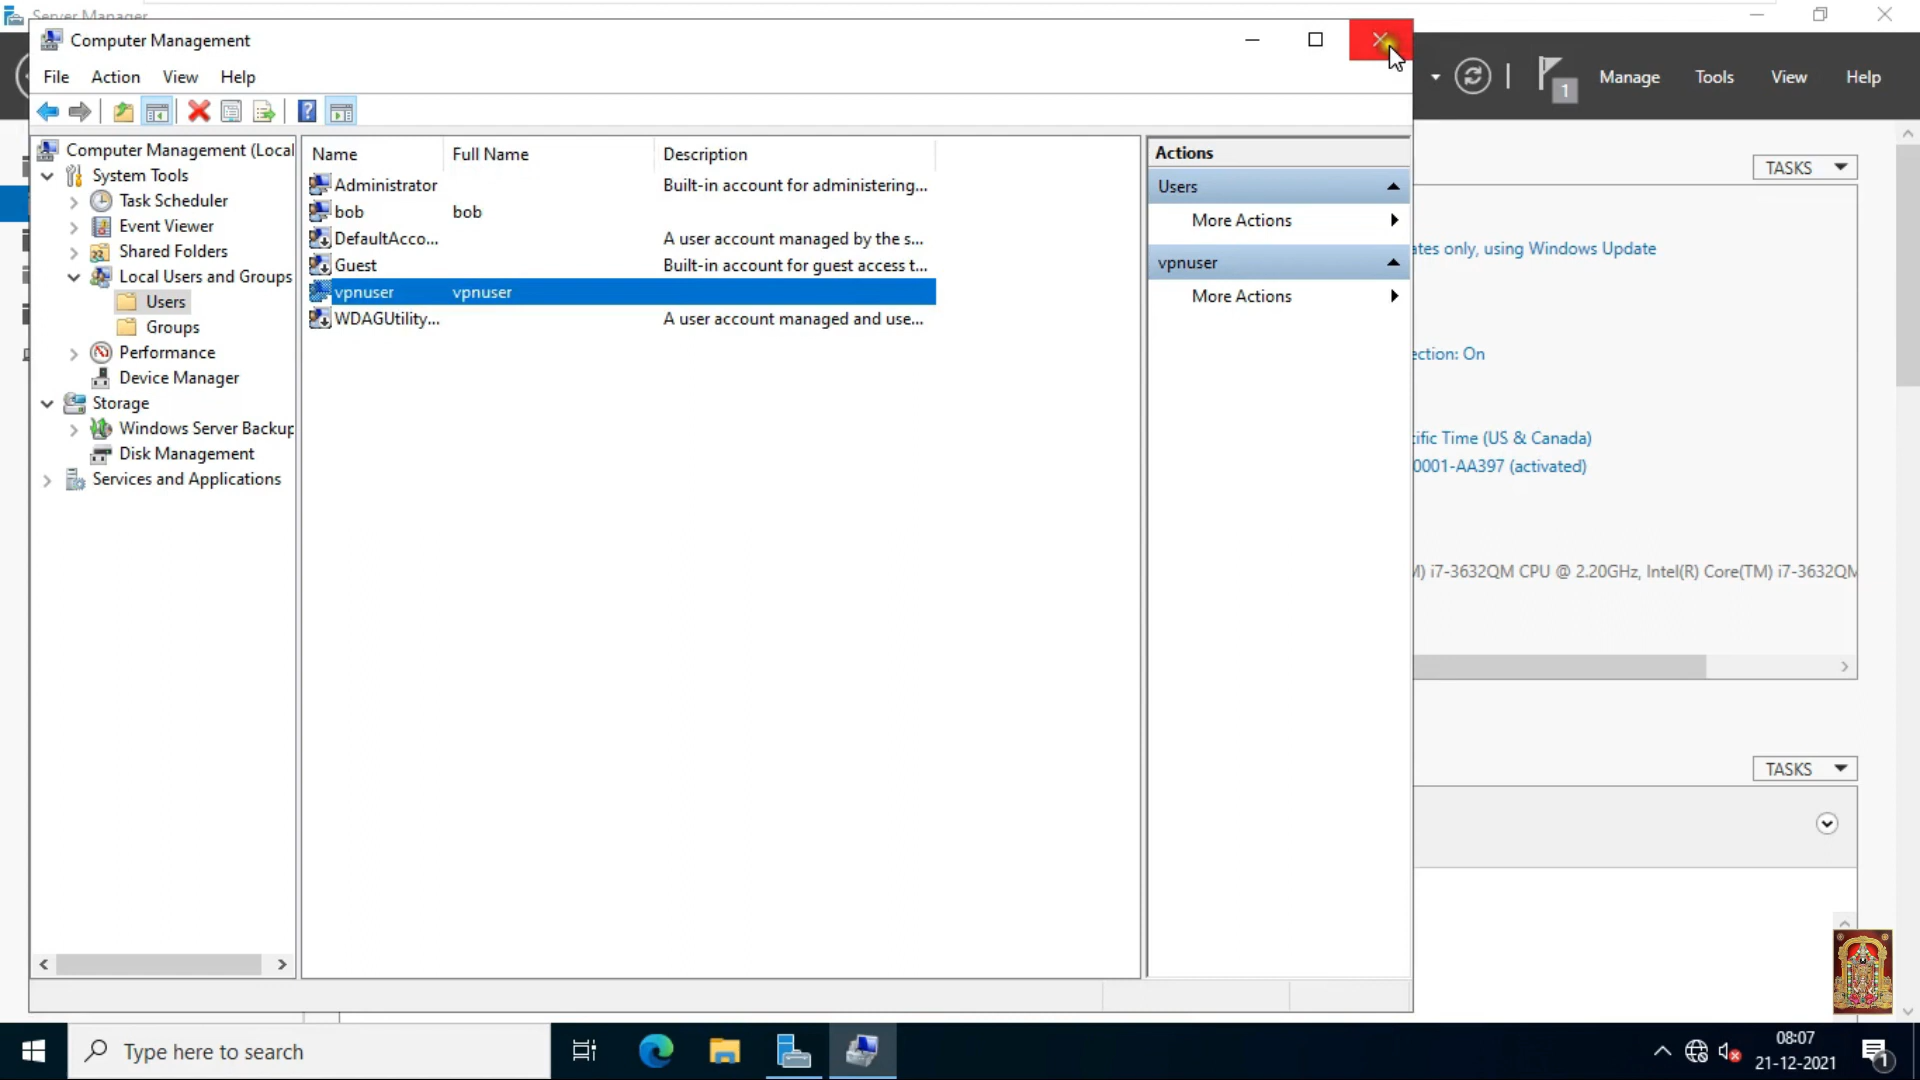 Server Manager
Computer Management
File Action View Help
1
Manage Tools View Help
Computer Management (Local
System Tools
Task Scheduler
Event Viewer
Shared Folders
Local Users and Groups
Users
Groups
Performance
Device Manager
Storage
Windows Server Backup
Disk Management
Services and Applications
Name Full Name Description
Administrator Built-in account for administering...
bob bob
DefaultAcco... A user account managed by the s...
Guest Built-in account for guest access t...
vpnuser vpnuser
WDAGUtility... A user account managed and use...
Actions
Users
More Actions
vpnuser
More Actions
TASKS
ates only, using Windows Update
ection: On
ific Time (US & Canada)
0001-AA397 (activated)
M) i7-3632QM CPU @ 2.20GHz, Intel(R) Core(TM) i7-3632QM
TASKS
Type here to search
08:07
21-12-2021
1